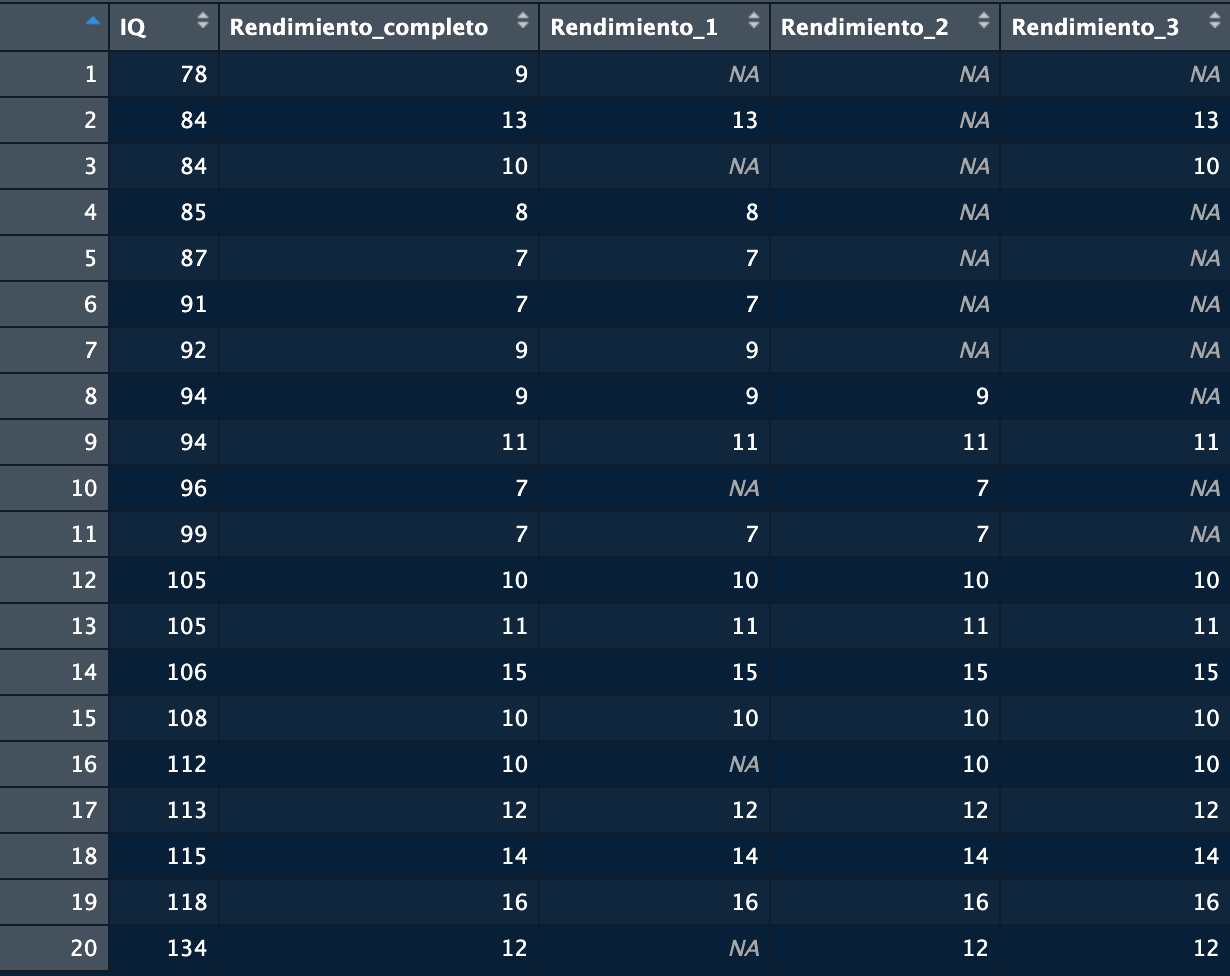 IQ Rendimiento_completo Rendimiento_1 Rendimiento_2 Rendimiento_3
1 78 9 NA NA NA
2 84 13 13 NA 13
3 84 10 NA NA 10
4 85 8 8 NA NA
5 87 7 7 NA NA
6 91 7 7 NA NA
7 92 9 9 NA NA
8 94 9 9 9 NA
9 94 11 11 11 11
10 96 7 NA 7 NA
11 99 7 7 7 NA
12 105 10 10 10 10
13 105 11 11 11 11
14 106 15 15 15 15
15 108 10 10 10 10
16 112 10 NA 10 10
17 113 12 12 12 12
18 115 14 14 14 14
19 118 16 16 16 16
20 134 12 NA 12 12